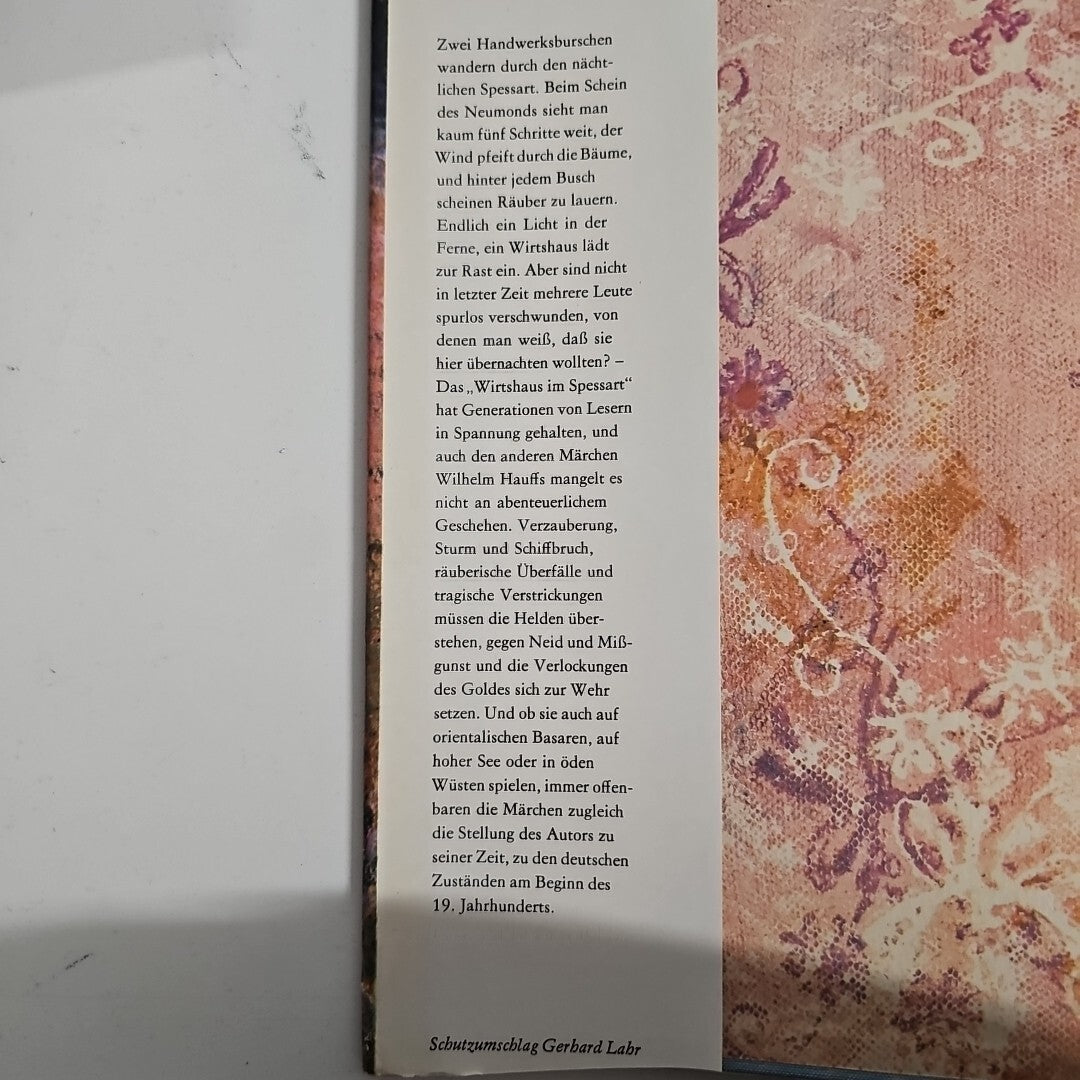 Zwei Handwerksburschen
wandern durch den nächt-
lichen Spessart. Beim Schein
des Neumonds sieht man
kaum fünf Schritte weit, der
Wind pfeift durch die Bäume,
und hinter jedem Busch
scheinen Räuber zu lauern.
Endlich ein Licht in der
Ferne, ein Wirtshaus lädt
zur Rast ein. Aber sind nicht
in letzter Zeit mehrere Leute
spurlos verschwunden, von
denen man weiß, daß sie
hier übernachten wollten? –
Das „Wirtshaus im Spessart“
hat Generationen von Lesern
in Spannung gehalten, und
auch den anderen Märchen
Wilhelm Hauffs mangelt es
nicht an abenteuerlichem
Geschehen. Verzauberung,
Sturm und Schiffbruch,
räuberische Überfälle und
tragische Verstrickungen
müssen die Helden über-
stehen, gegen Neid und Miß-
gunst und die Verlockungen
des Goldes sich zur Wehr
setzen. Und ob sie auch auf
orientalischen Basaren, auf
hoher See oder in öden
Wüsten spielen, immer offen-
baren die Märchen zugleich
die Stellung des Autors zu
seiner Zeit, zu den deutschen
Zuständen am Beginn des
19. Jahrhunderts.
Schutzumschlag Gerhard Lahr